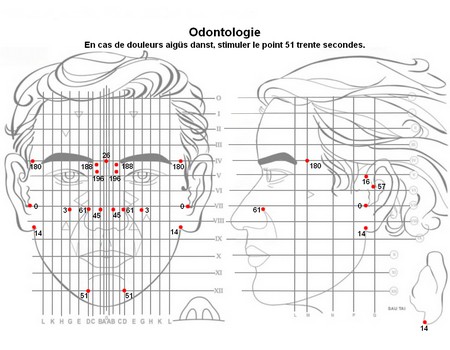 Odontologie
En cas de douleurs aigüs danst, stimuler le point 51 trente secondes.
O
I
II
III
26
IV
180 188 188 180
180
V
196 196
16
57
VI
0 3 61 45 45 61 3 0
VII
61
0
VIII
14 14
14
IX
X
XI
51 51
XII
L K H G E D C B A A B C D E G H K L
14